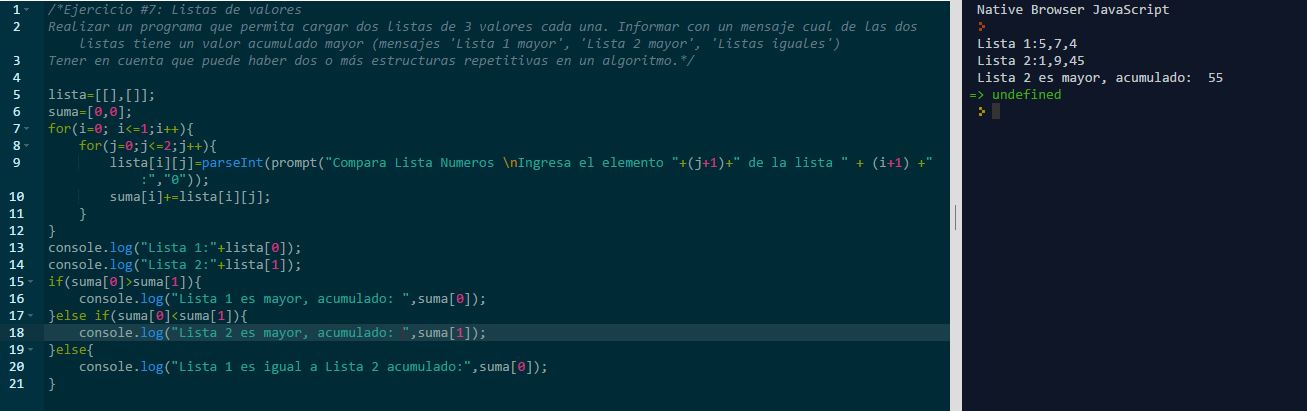 1 /*Ejercicio #7: Listas de valores
2 Realizar un programa que permita cargar dos listas de 3 valores cada una. Informar con un mensaje cual de las dos
listas tiene un valor acumulado mayor (mensajes 'Lista 1 mayor', 'Lista 2 mayor', 'Listas iguales')
3 Tener en cuenta que puede haber dos o más estructuras repetitivas en un algoritmo.*/
4
5 lista=[[],[]];
6 suma=[0,0];
7 for(i=0; i<=1;i++){
8 for(j=0;j<=2;j++){
9 lista[i][j]=parseInt(prompt("Compara Lista Numeros \nIngresa el elemento "+(j+1)+" de la lista " + (i+1) +"
:","0"));
10 suma[i]+=lista[i][j];
11 }
12 }
13 console.log("Lista 1:"+lista[0]);
14 console.log("Lista 2:"+lista[1]);
15 if(suma[0]>suma[1]){
16 console.log("Lista 1 es mayor, acumulado: ",suma[0]);
17 }else if(suma[0]<suma[1]){
18 console.log("Lista 2 es mayor, acumulado: ",suma[1]);
19 }else{
20 console.log("Lista 1 es igual a Lista 2 acumulado:",suma[0]);
21 }
Native Browser JavaScript
Lista 1:5,7,4
Lista 2:1,9,45
Lista 2 es mayor, acumulado:  55
=> undefined